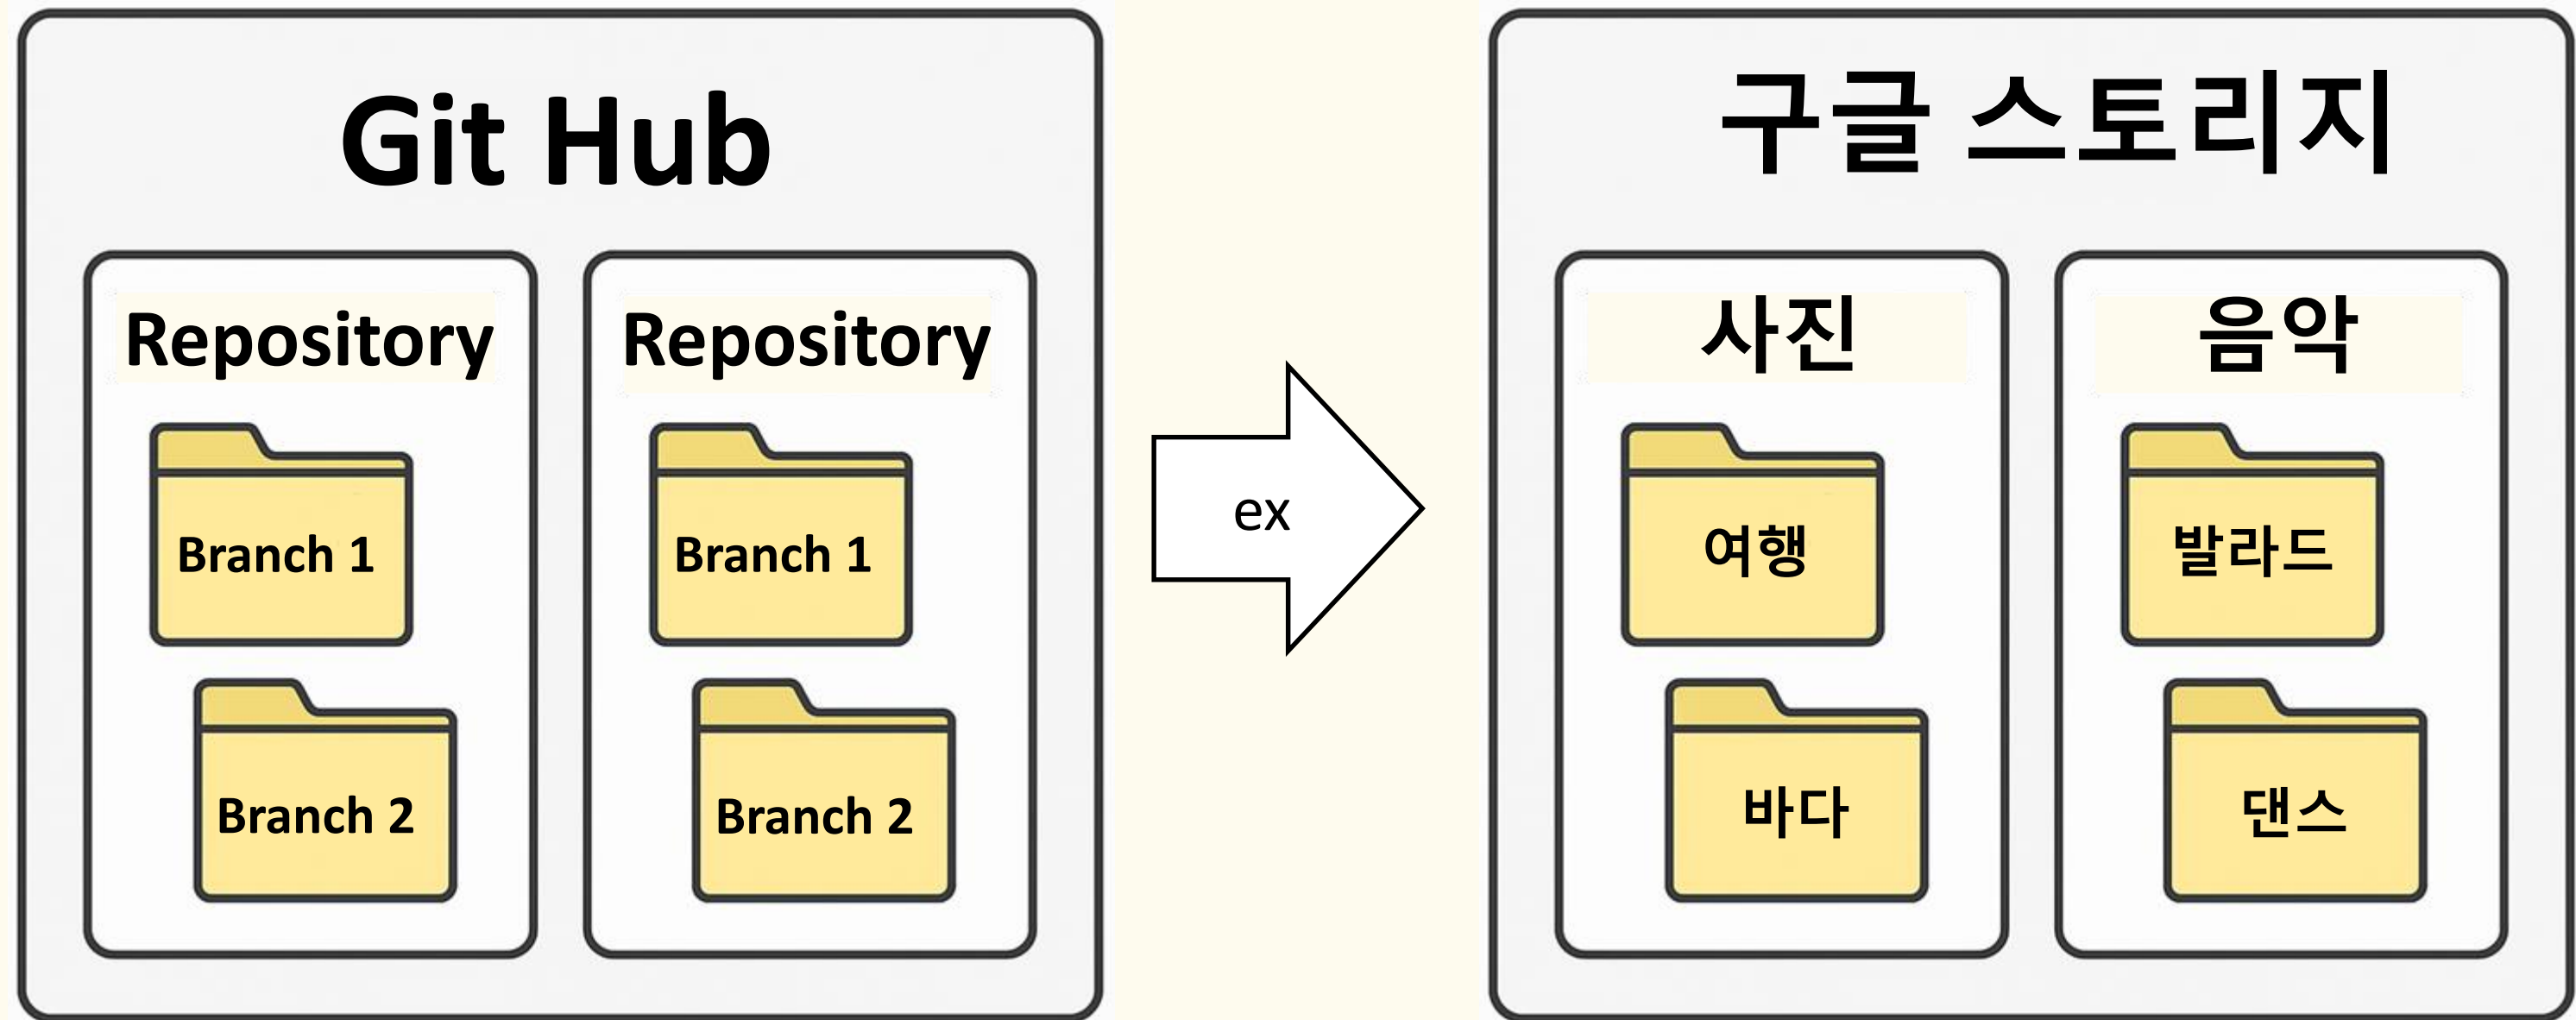 Git Hub
Repository
Branch 1
Branch 2
Repository
Branch 1
Branch 2
ex
구글 스토리지
사진
여행
바다
음악
발라드
댄스